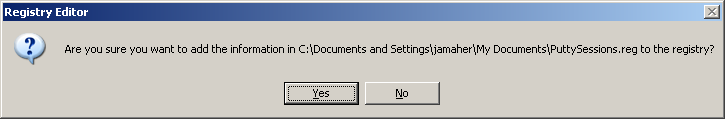 Registry Editor
Are you sure you want to add the information in C:\Documents and Settings\jamaher\My Documents\PuttySessions.reg to the registry?
Yes No